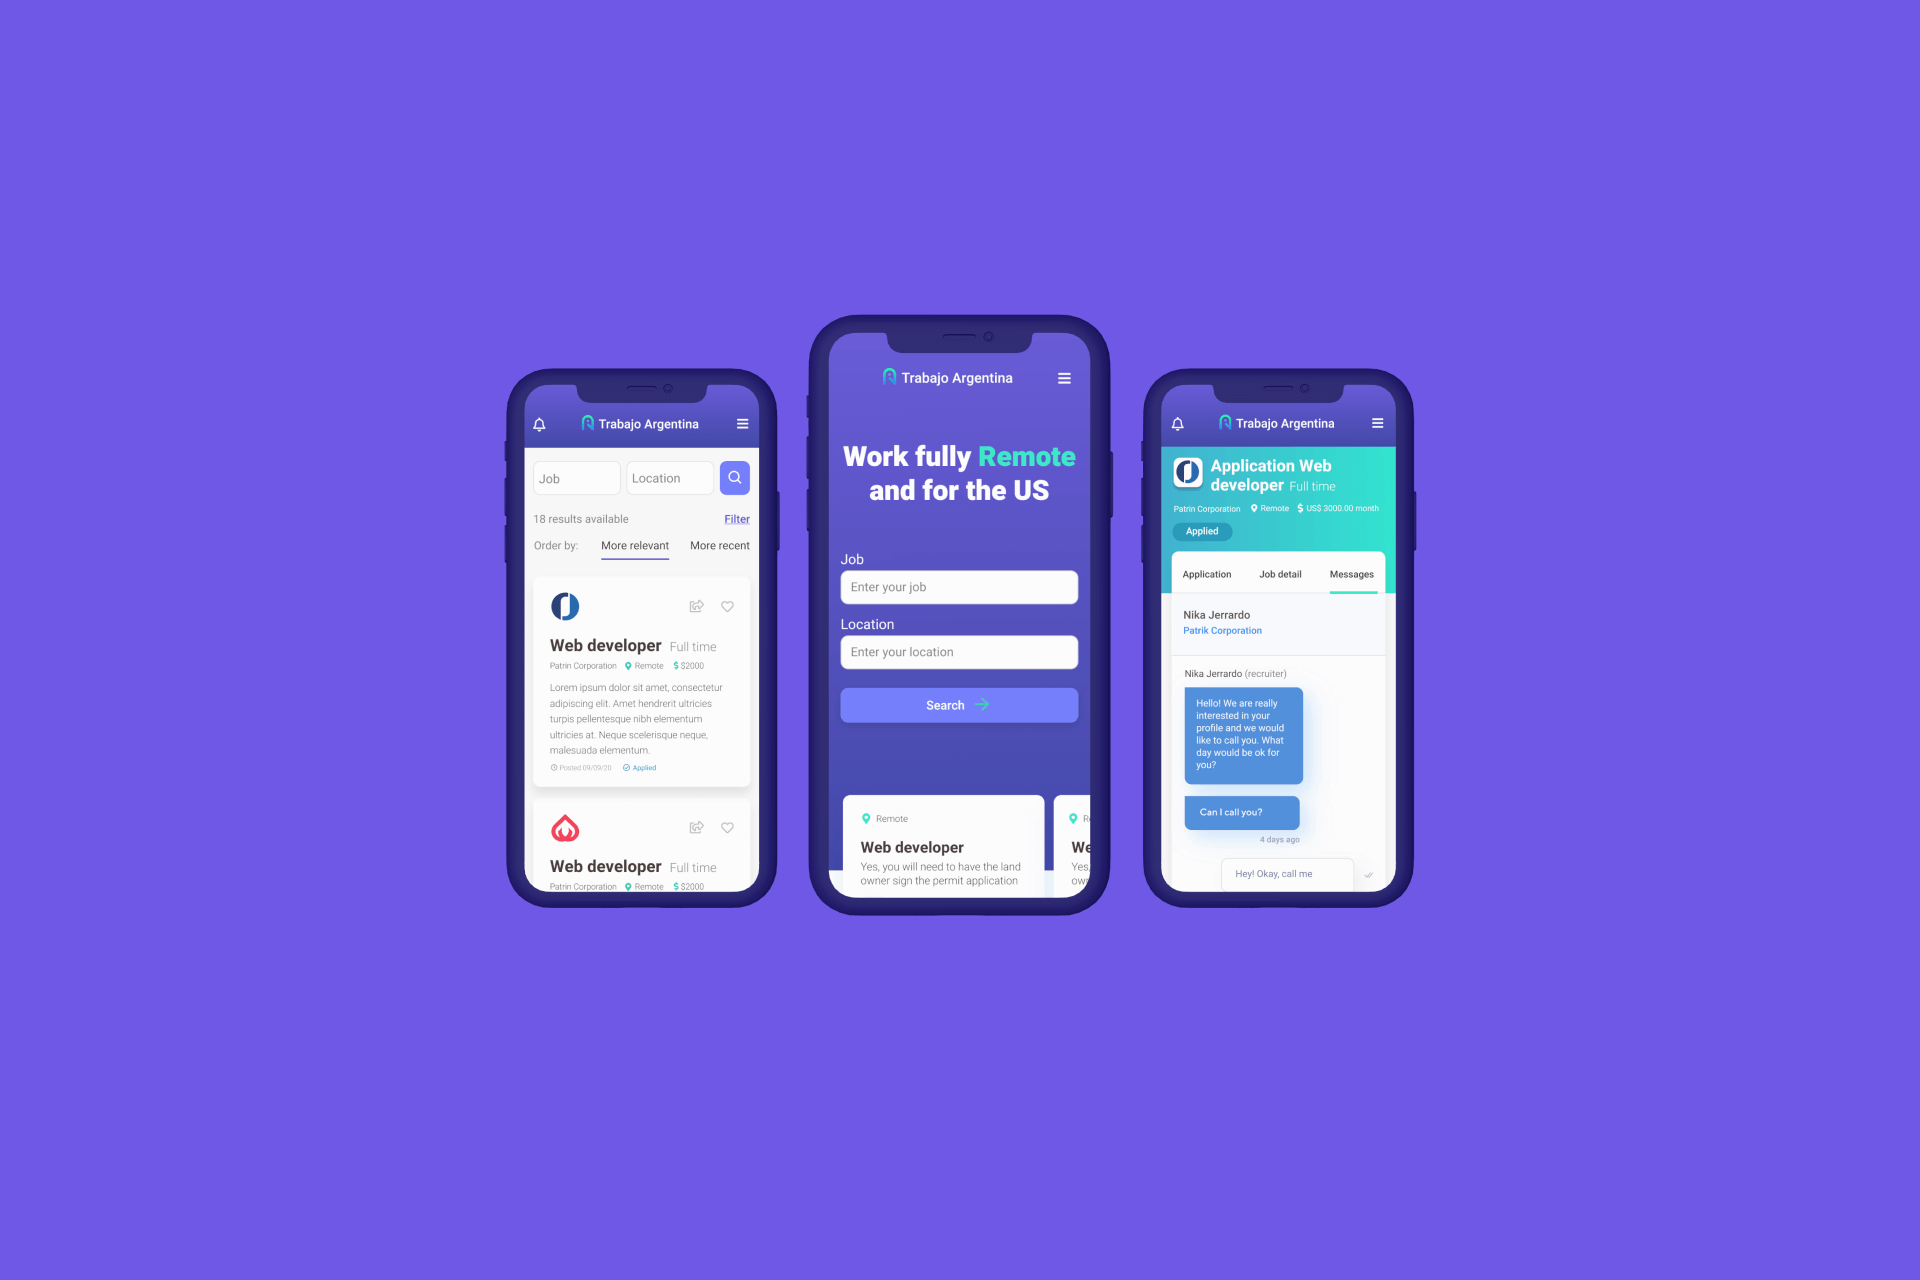 Trabajo Argentina
Job
Location
18 results available
Filter
Order by:
More relevant
More recent
Web developer Full time
Patrin Corporation Remote $2000
Lorem ipsum dolor sit amet, consectetur
adipiscing elit. Amet hendrerit ultricies
turpis pellentesque nibh elementum
ultricies at. Neque scelerisque neque,
malesuada elementum.
Posted 09/09/20 Applied
Web developer Full time
Patrin Corporation Remote $2000
Trabajo Argentina
Work fully Remote
and for the US
Job
Enter your job
Location
Enter your location
Search
Remote
Web developer
Yes, you will need to have the land
owner sign the permit application
Re
We
Yes,
own
Trabajo Argentina
Application Web
developer Full time
Patrin Corporation Remote $ US$ 3000.00 month
Applied
Application
Job detail
Messages
Nika Jerrardo
Patrik Corporation
Nika Jerrardo (recruiter)
Hello! We are really
interested in your
profile and we would
like to call you. What
day would be ok for
you?
Can I call you?
4 days ago
Hey! Okay, call me